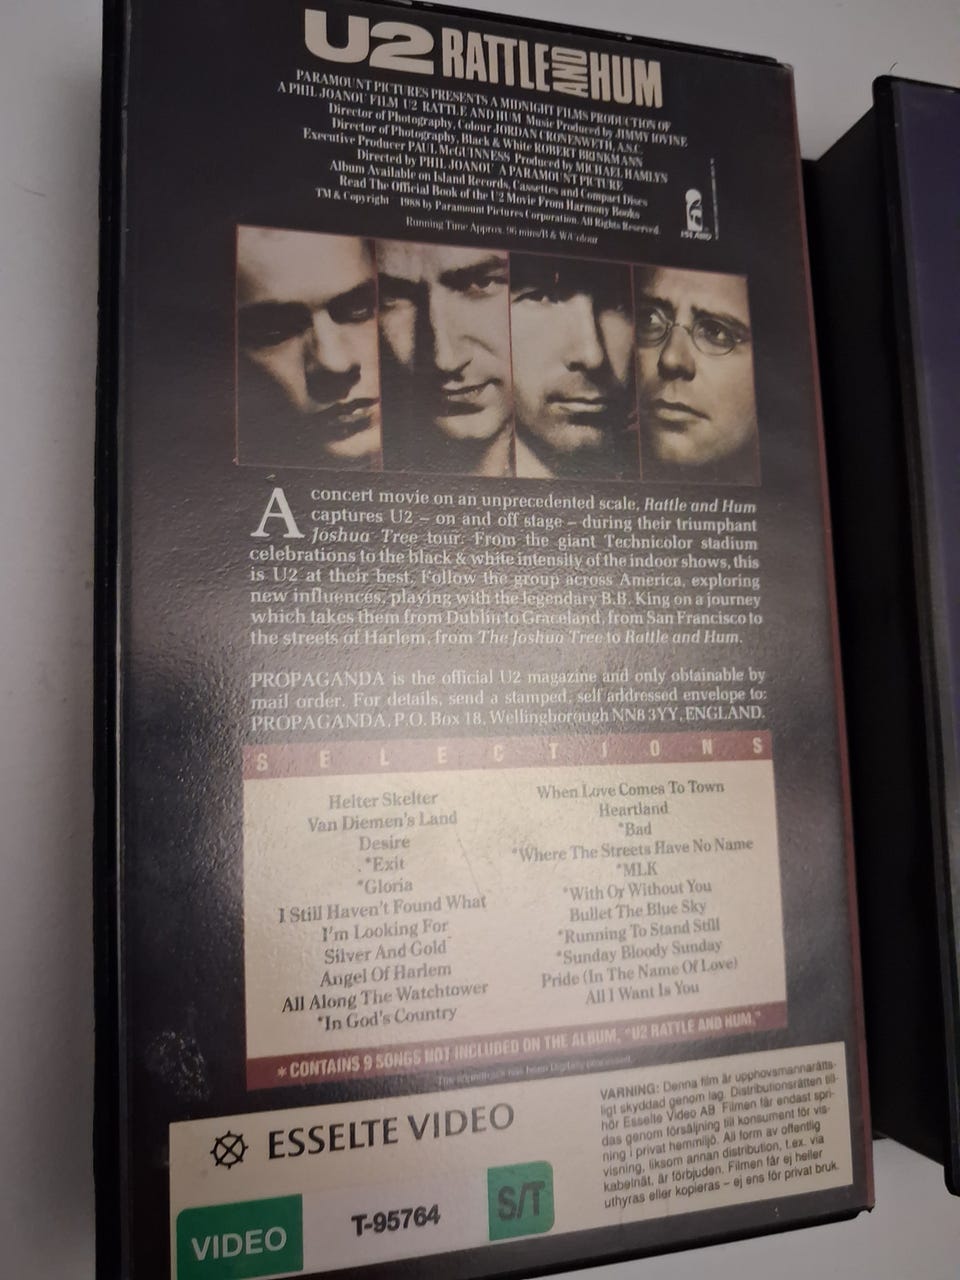 U2 RATTLE AND HUM
PARAMOUNT PICTURES PRESENTS A MIDNIGHT FILMS PRODUCTION OF
A PHIL JOANOU FILM U2 RATTLE AND HUM Music Produced by JIMMY IOVINE
Director of Photography, Colour JORDAN CRONENWETH, A.S.C.
Director of Photography, Black & White ROBERT BRINKMANN
Executive Producer PAUL McGUINNESS Produced by MICHAEL HAMLYN
Directed by PHIL JOANOU A PARAMOUNT PICTURE
Album Available on Island Records, Cassettes and Compact Discs
Read The Official Book of the U2 Movie From Harmony Books
TM & Copyright 1988 by Paramount Pictures Corporation. All Rights Reserved.
Running Time Approx. 96 mins/B & W/Colour
ISLAND
A concert movie on an unprecedented scale, Rattle and Hum
captures U2 – on and off stage – during their triumphant
Joshua Tree tour. From the giant Technicolor stadium
celebrations to the black & white intensity of the indoor shows, this
is U2 at their best. Follow the group across America, exploring
new influences, playing with the legendary B.B. King on a journey
which takes them from Dublin to Graceland, from San Francisco to
the streets of Harlem, from The Joshua Tree to Rattle and Hum.
PROPAGANDA is the official U2 magazine and only obtainable by
mail order. For details, send a stamped, self addressed envelope to:
PROPAGANDA, P.O. Box 18, Wellingborough NN8 3YY, ENGLAND.
SELECTIONS
Helter Skelter
Van Diemen's Land
Desire
*Exit
*Gloria
I Still Haven't Found What
I'm Looking For
Silver And Gold
Angel Of Harlem
All Along The Watchtower
*In God's Country
When Love Comes To Town
Heartland
*Bad
*Where The Streets Have No Name
*MLK
*With Or Without You
Bullet The Blue Sky
*Running To Stand Still
*Sunday Bloody Sunday
Pride (In The Name Of Love)
All I Want Is You
* CONTAINS 9 SONGS NOT INCLUDED ON THE ALBUM, "U2 RATTLE AND HUM."
The soundtrack has been Digitally processed.
ESSELTE VIDEO
VIDEO
T-95764
S/T
VARNING: Denna film är upphovsmannarätts-
ligt skyddad genom lag. Distributionsrätten till-
hör Esselte Video AB. Filmen får endast spri-
das genom försäljning till konsument för vis-
ning i privat hemmiljö. All form av offentlig
visning, liksom annan distribution, t.ex. via
kabelnät, är förbjuden. Filmen får ej heller
uthyras eller kopieras – ej ens för privat bruk.